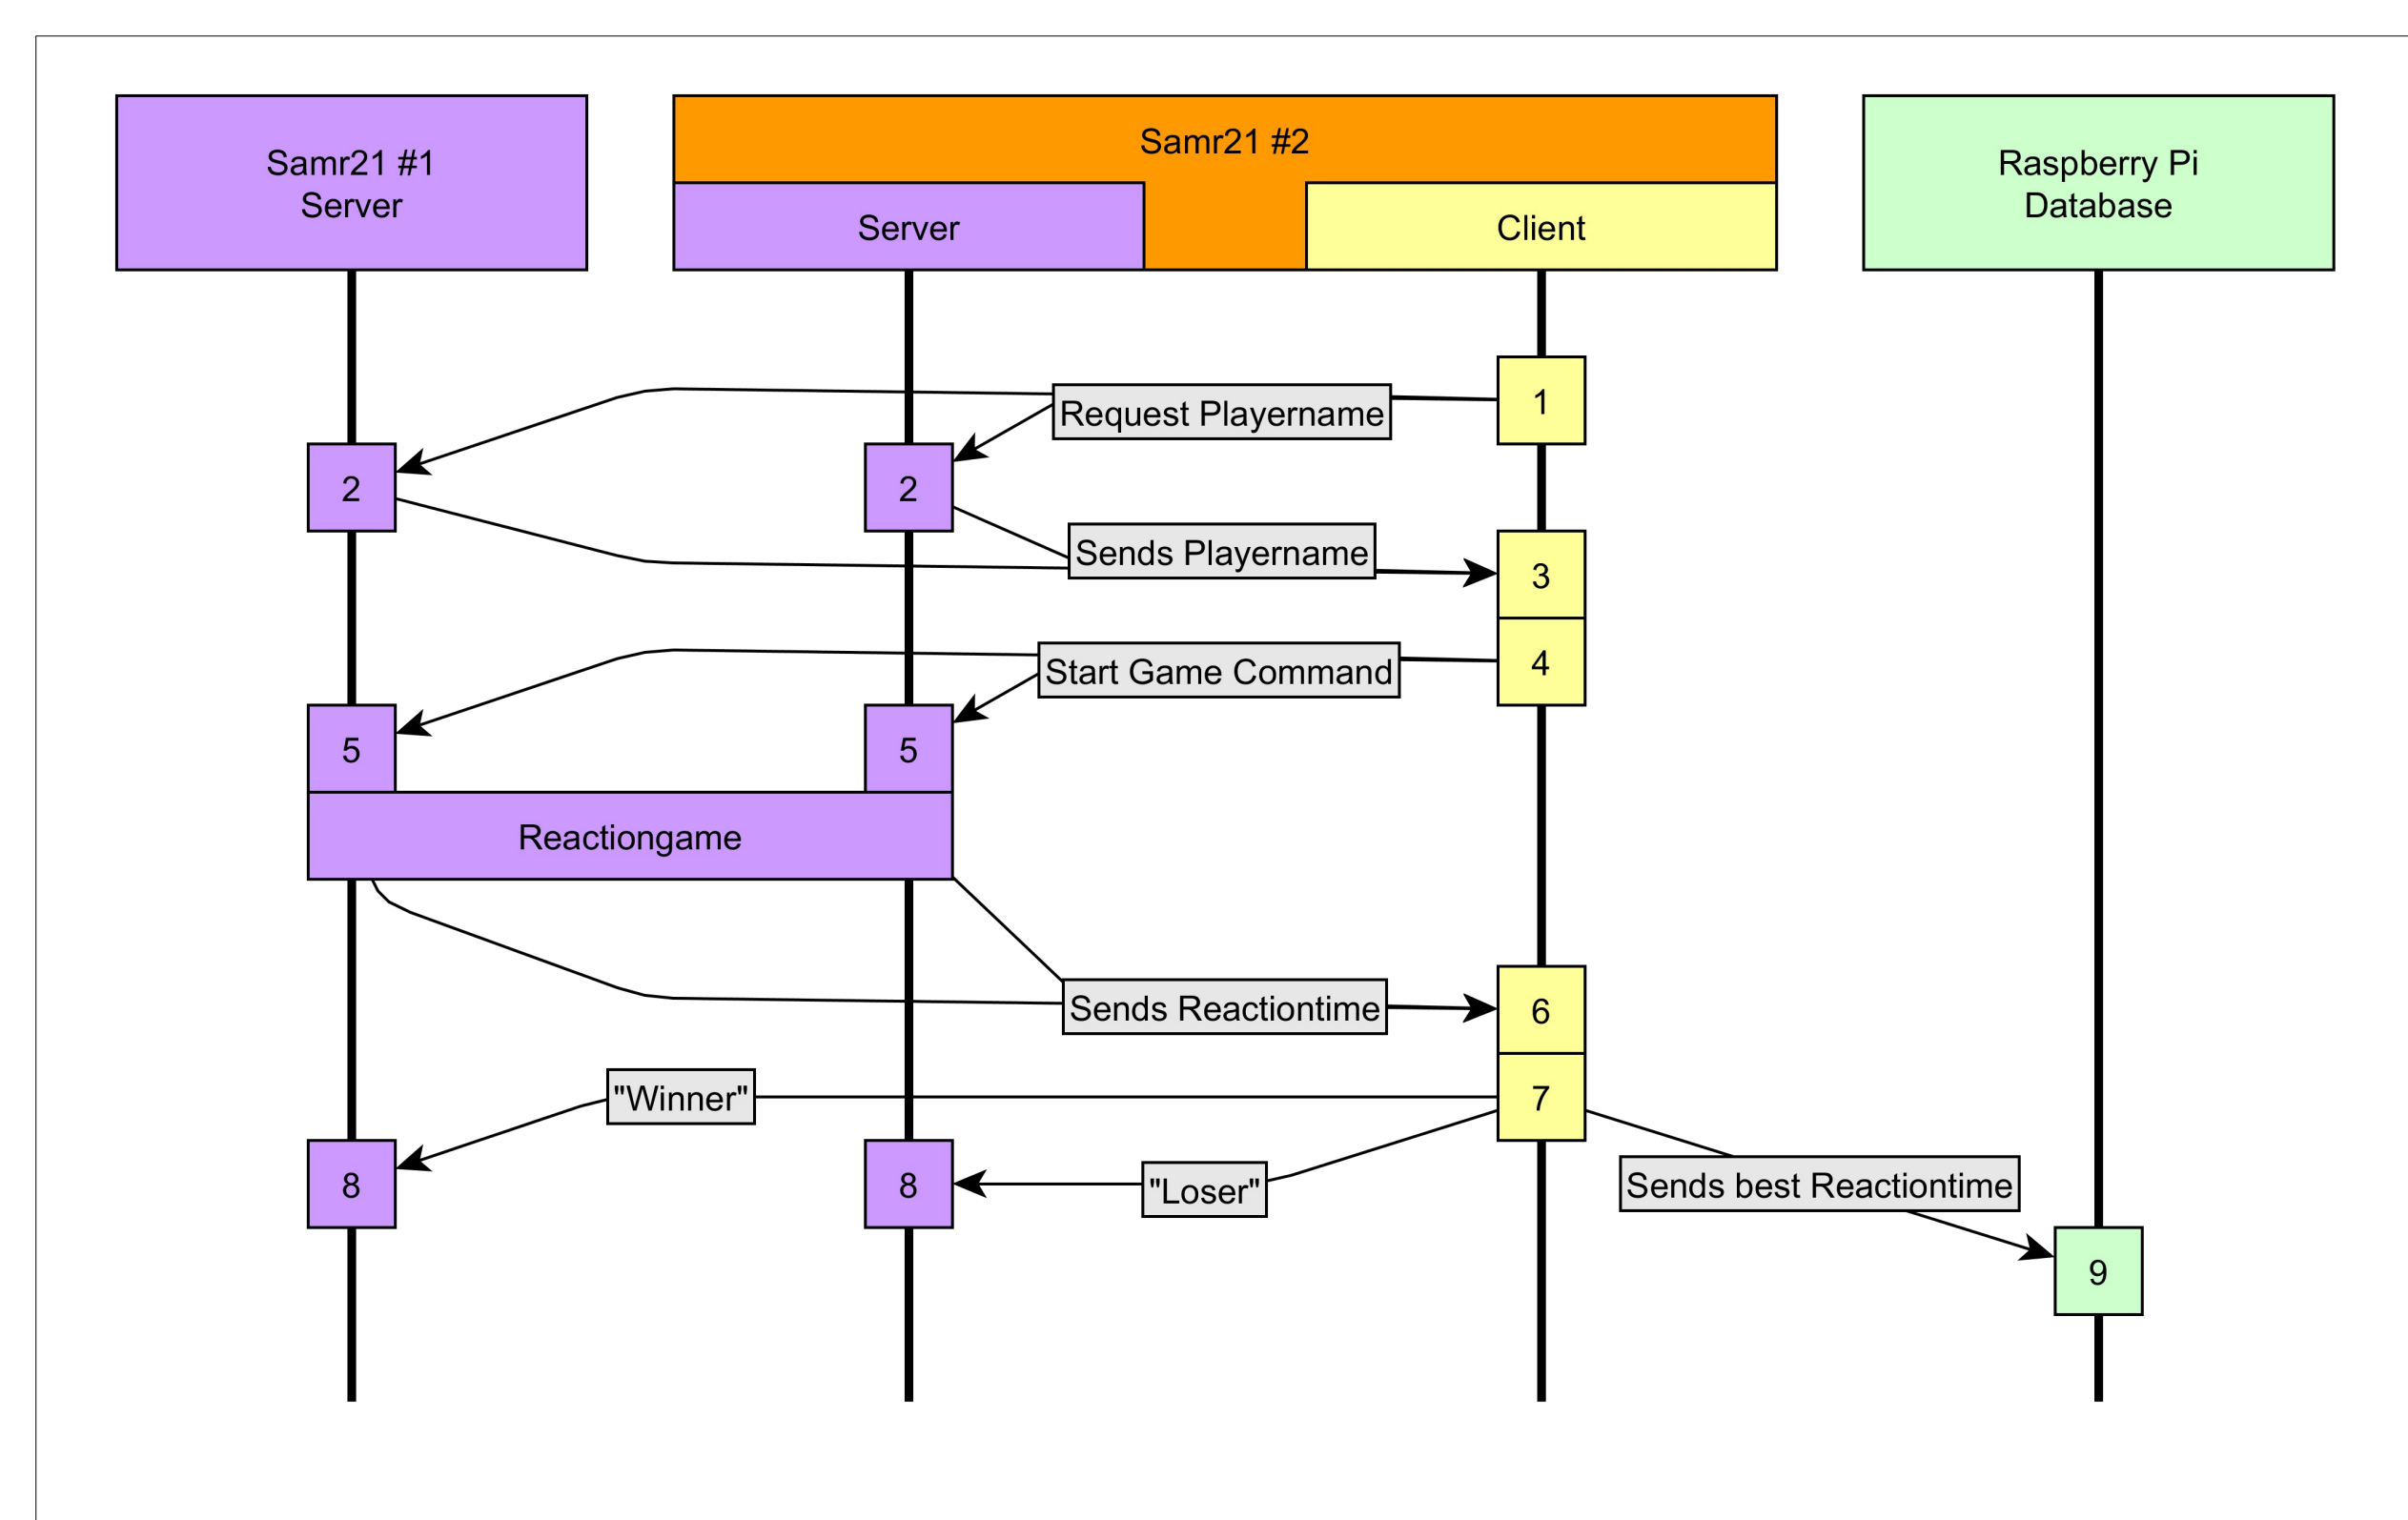 Samr21 #1
Server
Samr21 #2
Server
Client
Raspberry Pi
Database
1
Request Playername
2
2
Sends Playername
3
Start Game Command
4
5
5
Reactiongame
Sends Reactiontime
6
"Winner"
7
8
8
"Loser"
Sends best Reactiontime
9